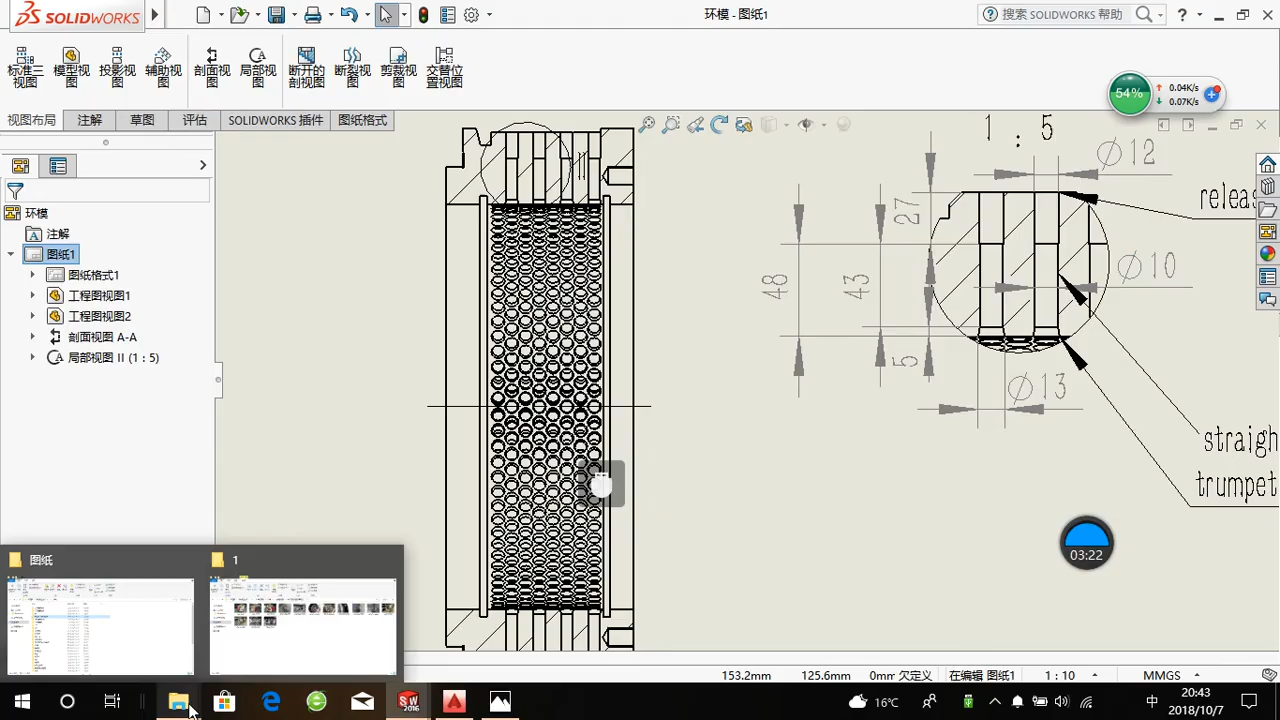 SOLIDWORKS
环模 - 图纸1
搜索 SOLIDWORKS 帮助
标准三视图
模型视图
投影视图
辅助视图
剖面视图
局部视图
断开的剖视图
断裂视图
剪裁视图
交替位置视图
54%
0.04K/s
0.07K/s
视图布局
注解
草图
评估
SOLIDWORKS 插件
图纸格式
环模
注解
图纸1
图纸格式1
工程图视图1
工程图视图2
剖面视图 A-A
局部视图 II (1 : 5)
1 : 5
∅12
27
releas
48
43
∅10
5
∅13
straigh
trumpet
03:22
图纸
1
153.2mm
125.6mm
0mm 欠定义
在编辑 图纸1
1 : 10
MMGS
SW
2016
16℃
中
20:43
2018/10/7